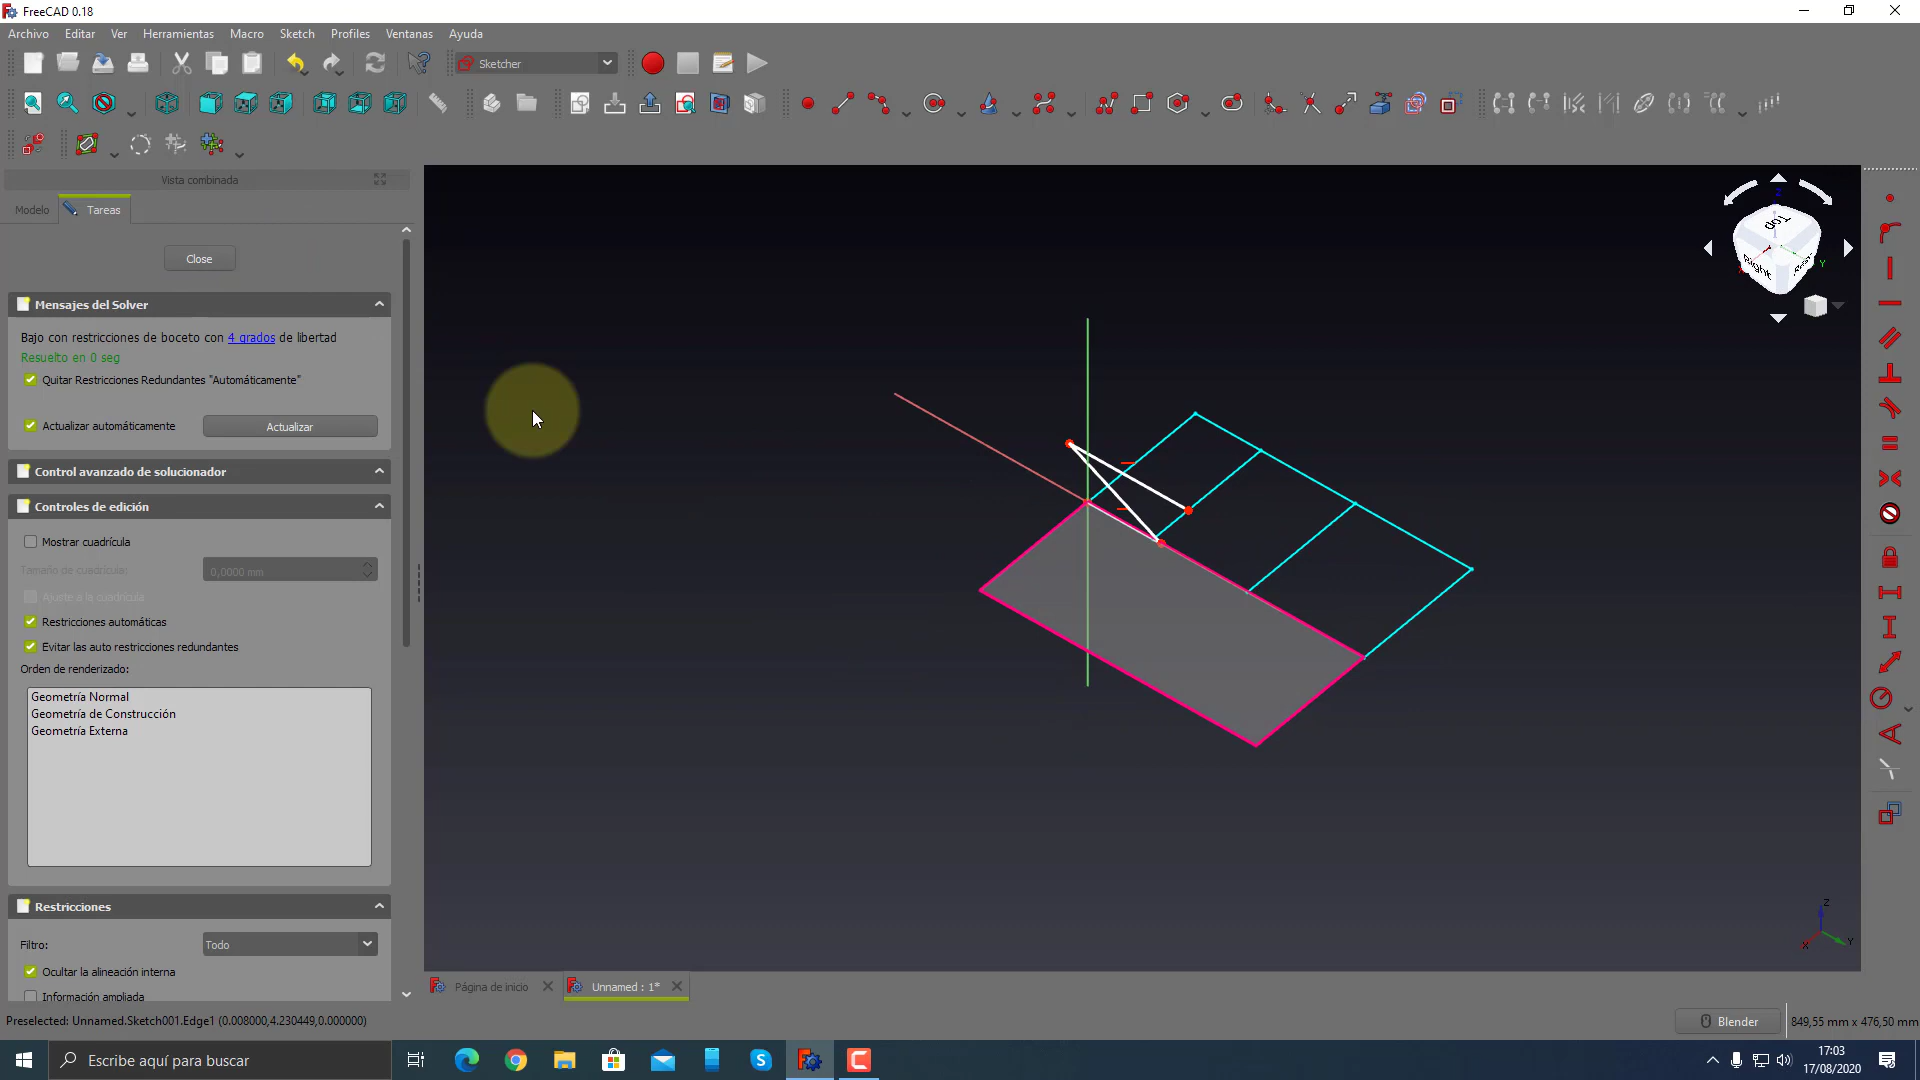 FreeCAD 0.18
Archivo Editar Ver Herramientas Macro Sketch Profiles Ventanas Ayuda
Sketcher
Vista combinada
Modelo Tareas
Close
Mensajes del Solver
Bajo con restricciones de boceto con 4 grados de libertad
Resuelto en 0 seg
Quitar Restricciones Redundantes "Automáticamente"
Actualizar automáticamente Actualizar
Control avanzado de solucionador
Controles de edición
Mostrar cuadrícula
Tamaño de cuadrícula: 0,0000 mm
Ajuste a la cuadrícula
Restricciones automáticas
Evitar las auto restricciones redundantes
Orden de renderizado:
Geometría Normal
Geometría de Construcción
Geometría Externa
Restricciones
Filtro: Todo
Ocultar la alineación interna
Información ampliada
Z
Top
Right
X
Y
Z
X
Y
Página de inicio Unnamed : 1*
Preselected: Unnamed.Sketch001.Edge1 (0.008000,4.230449,0.000000)
Blender 849,55 mm x 476,50 mm
Escribe aquí para buscar
17:03
17/08/2020